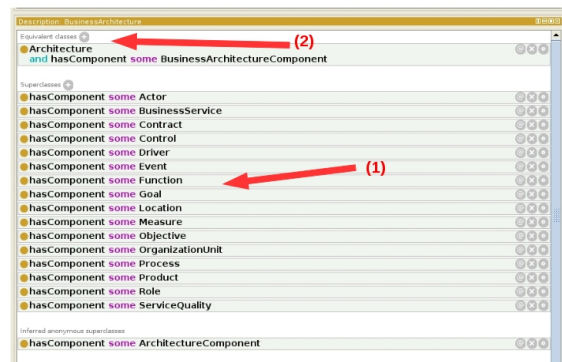 Description: BusinessArchitecture
Equivalent classes
(2)
Architecture
and hasComponent some BusinessArchitectureComponent
Superclasses
hasComponent some Actor
hasComponent some BusinessService
hasComponent some Contract
hasComponent some Control
hasComponent some Driver
hasComponent some Event
(1)
hasComponent some Function
hasComponent some Goal
hasComponent some Location
hasComponent some Measure
hasComponent some Objective
hasComponent some OrganizationUnit
hasComponent some Process
hasComponent some Product
hasComponent some Role
hasComponent some ServiceQuality
Inferred anonymous superclasses
hasComponent some ArchitectureComponent